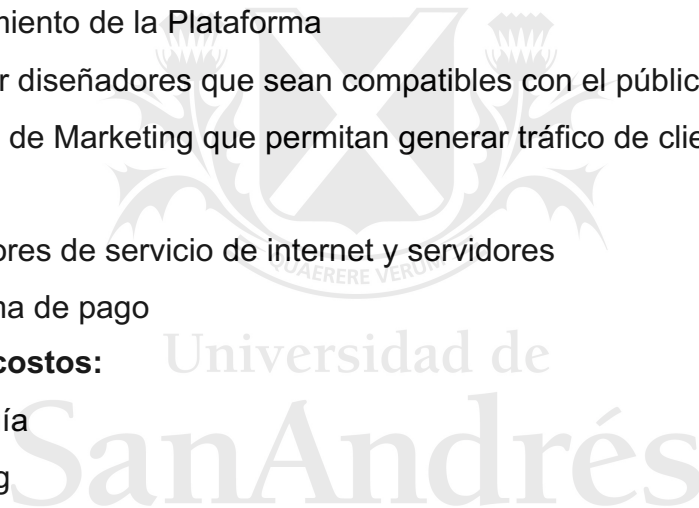 miento de la Plataforma
r diseñadores que sean compatibles con el públic
de Marketing que permitan generar tráfico de clie
ores de servicio de internet y servidores
QUAERERE VERUM
na de pago
Universidad de
costos:
ía
SanAndrés
g